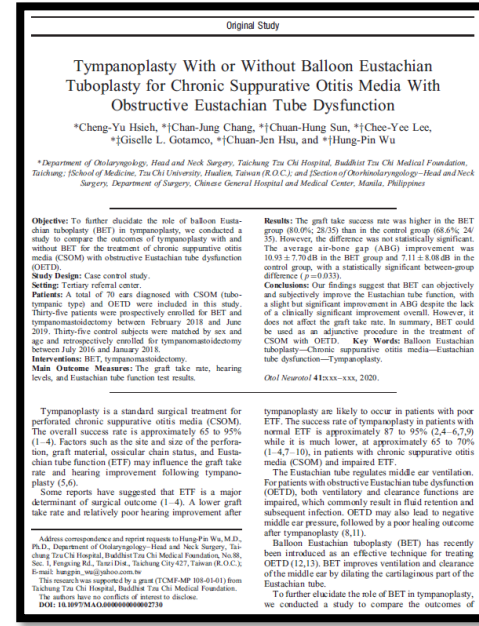 Original Study
Tympanoplasty With or Without Balloon Eustachian
Tuboplasty for Chronic Suppurative Otitis Media With
Obstructive Eustachian Tube Dysfunction
*Cheng-Yu Hsieh, *†Chan-Jung Chang, *†Chuan-Hung Sun, *†Chee-Yee Lee,
*‡Giselle L. Gotamco, *†Chuan-Jen Hsu, and *†Hung-Pin Wu
*Department of Otolaryngology, Head and Neck Surgery, Taichung Tzu Chi Hospital, Buddhist Tzu Chi Medical Foundation,
Taichung; †School of Medicine, Tzu Chi University, Hualien, Taiwan (R.O.C.); and ‡Section of Otorhinolaryngology–Head and Neck
Surgery, Department of Surgery, Chinese General Hospital and Medical Center, Manila, Philippines
Objective: To further elucidate the role of balloon Eusta-
chian tuboplasty (BET) in tympanoplasty, we conducted a
study to compare the outcomes of tympanoplasty with and
without BET for the treatment of chronic suppurative otitis
media (CSOM) with obstructive Eustachian tube dysfunction
(OETD).
Study Design: Case control study.
Setting: Tertiary referral center.
Patients: A total of 70 ears diagnosed with CSOM (tubo-
tympanic type) and OETD were included in this study.
Thirty-five patients were prospectively enrolled for BET and
tympanomastoidectomy between February 2018 and June
2019. Thirty-five control subjects were matched by sex and
age and retrospectively enrolled for tympanomastoidectomy
between July 2016 and January 2018.
Interventions: BET, tympanomastoidectomy.
Main Outcome Measures: The graft take rate, hearing
levels, and Eustachian tube function test results.
Results: The graft take success rate was higher in the BET
group (80.0%; 28/35) than in the control group (68.6%; 24/
35). However, the difference was not statistically significant.
The average air-bone gap (ABG) improvement was
10.93 ± 7.70 dB in the BET group and 7.11 ± 8.08 dB in the
control group, with a statistically significant between-group
difference (p = 0.033).
Conclusions: Our findings suggest that BET can objectively
and subjectively improve the Eustachian tube function, with
a slight but significant improvement in ABG despite the lack
of a clinically significant improvement overall. However, it
does not affect the graft take rate. In summary, BET could
be used as an adjunctive procedure in the treatment of
CSOM with OETD. Key Words: Balloon Eustachian
tuboplasty—Chronic suppurative otitis media—Eustachian
tube dysfunction—Tympanoplasty.
Otol Neurotol 41:xxx–xxx, 2020.
Tympanoplasty is a standard surgical treatment for
perforated chronic suppurative otitis media (CSOM).
The overall success rate is approximately 65 to 95%
(1–4). Factors such as the site and size of the perfora-
tion, graft material, ossicular chain status, and Eusta-
chian tube function (ETF) may influence the graft take
rate and hearing improvement following tympano-
plasty (5,6).
Some reports have suggested that ETF is a major
determinant of surgical outcome (1–4). A lower graft
take rate and relatively poor hearing improvement after
Address correspondence and reprint requests to Hung-Pin Wu, M.D.,
Ph.D., Department of Otolaryngology–Head and Neck Surgery, Tai-
chung Tzu Chi Hospital, Buddhist Tzu Chi Medical Foundation, No.88,
Sec. 1, Fengxing Rd., Tanzi Dist., Taichung City 427, Taiwan (R.O.C.);
E-mail: hungpin_wu@yahoo.com.tw
This research was supported by a grant (TCMF-MP 108-01-01) from
Taichung Tzu Chi Hospital, Buddhist Tzu Chi Medical Foundation.
The authors have no conflicts of interest to disclose.
DOI: 10.1097/MAO.0000000000002730
tympanoplasty are likely to occur in patients with poor
ETF. The success rate of tympanoplasty in patients with
normal ETF is approximately 87 to 95% (2,4–6,7,9)
while it is much lower, at approximately 65 to 70%
(1–4,7–10), in patients with chronic suppurative otitis
media (CSOM) and impaired ETF.
The Eustachian tube regulates middle ear ventilation.
For patients with obstructive Eustachian tube dysfunction
(OETD), both ventilatory and clearance functions are
impaired, which commonly result in fluid retention and
subsequent infection. OETD may also lead to negative
middle ear pressure, followed by a poor healing outcome
after tympanoplasty (8,11).
Balloon Eustachian tuboplasty (BET) has recently
been introduced as an effective technique for treating
OETD (12,13). BET improves ventilation and clearance
of the middle ear by dilating the cartilaginous part of the
Eustachian tube.
To further elucidate the role of BET in tympanoplasty,
we conducted a study to compare the outcomes of